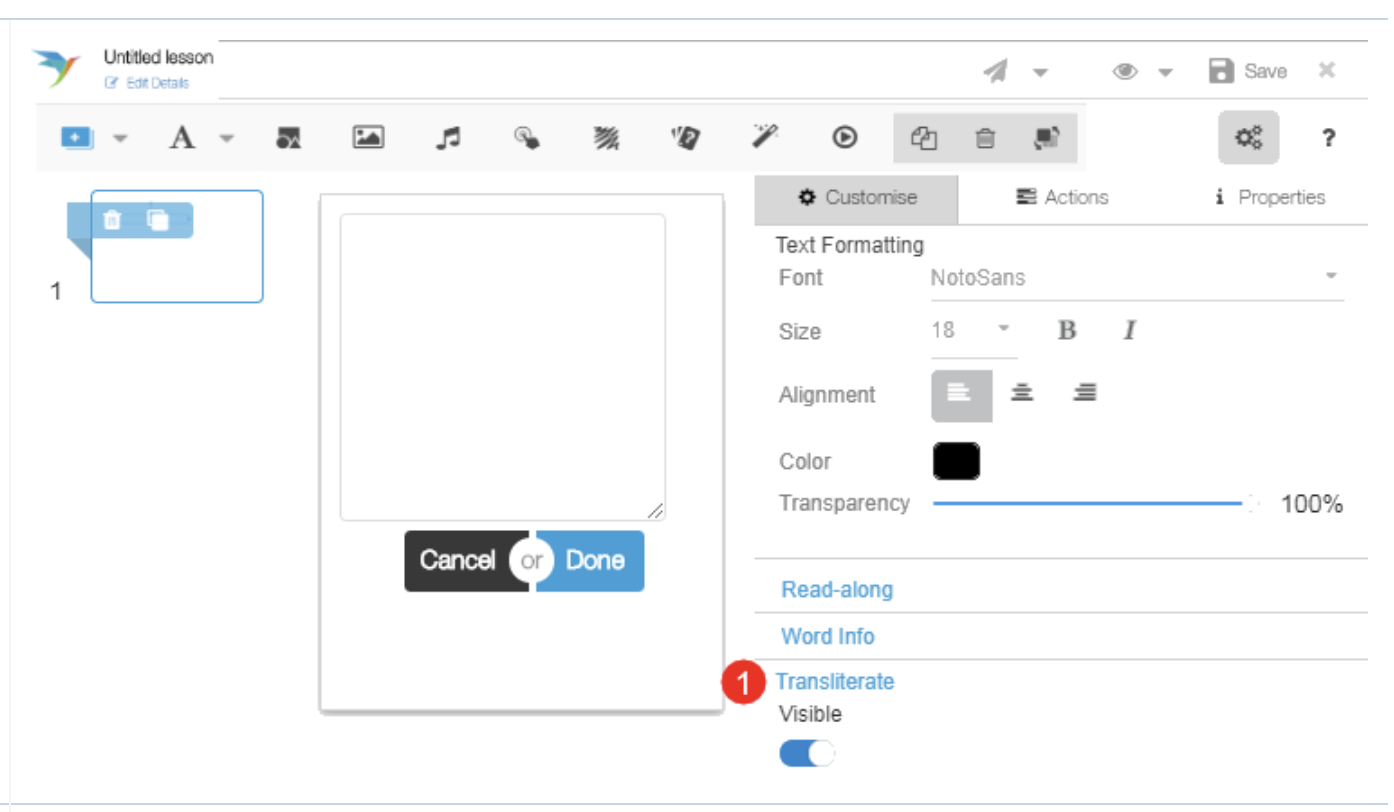 Untitled lesson
Edit Details
Save
A
?
Customise
Actions
i Properties
1
Text Formatting
Font NotoSans
Size 18 B I
Alignment
Color
Transparency 100%
Cancel or Done
Read-along
Word Info
1 Transliterate
Visible